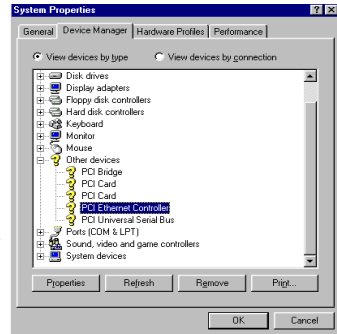 System Properties
General Device Manager Hardware Profiles Performance
View devices by type View devices by connection
Disk drives
Display adapters
Floppy disk controllers
Hard disk controllers
Keyboard
Monitor
Mouse
Other devices
PCI Bridge
PCI Card
PCI Card
PCI Ethernet Controller
PCI Universal Serial Bus
Ports (COM & LPT)
Sound, video and game controllers
System devices
Properties Refresh Remove Print...
OK Cancel